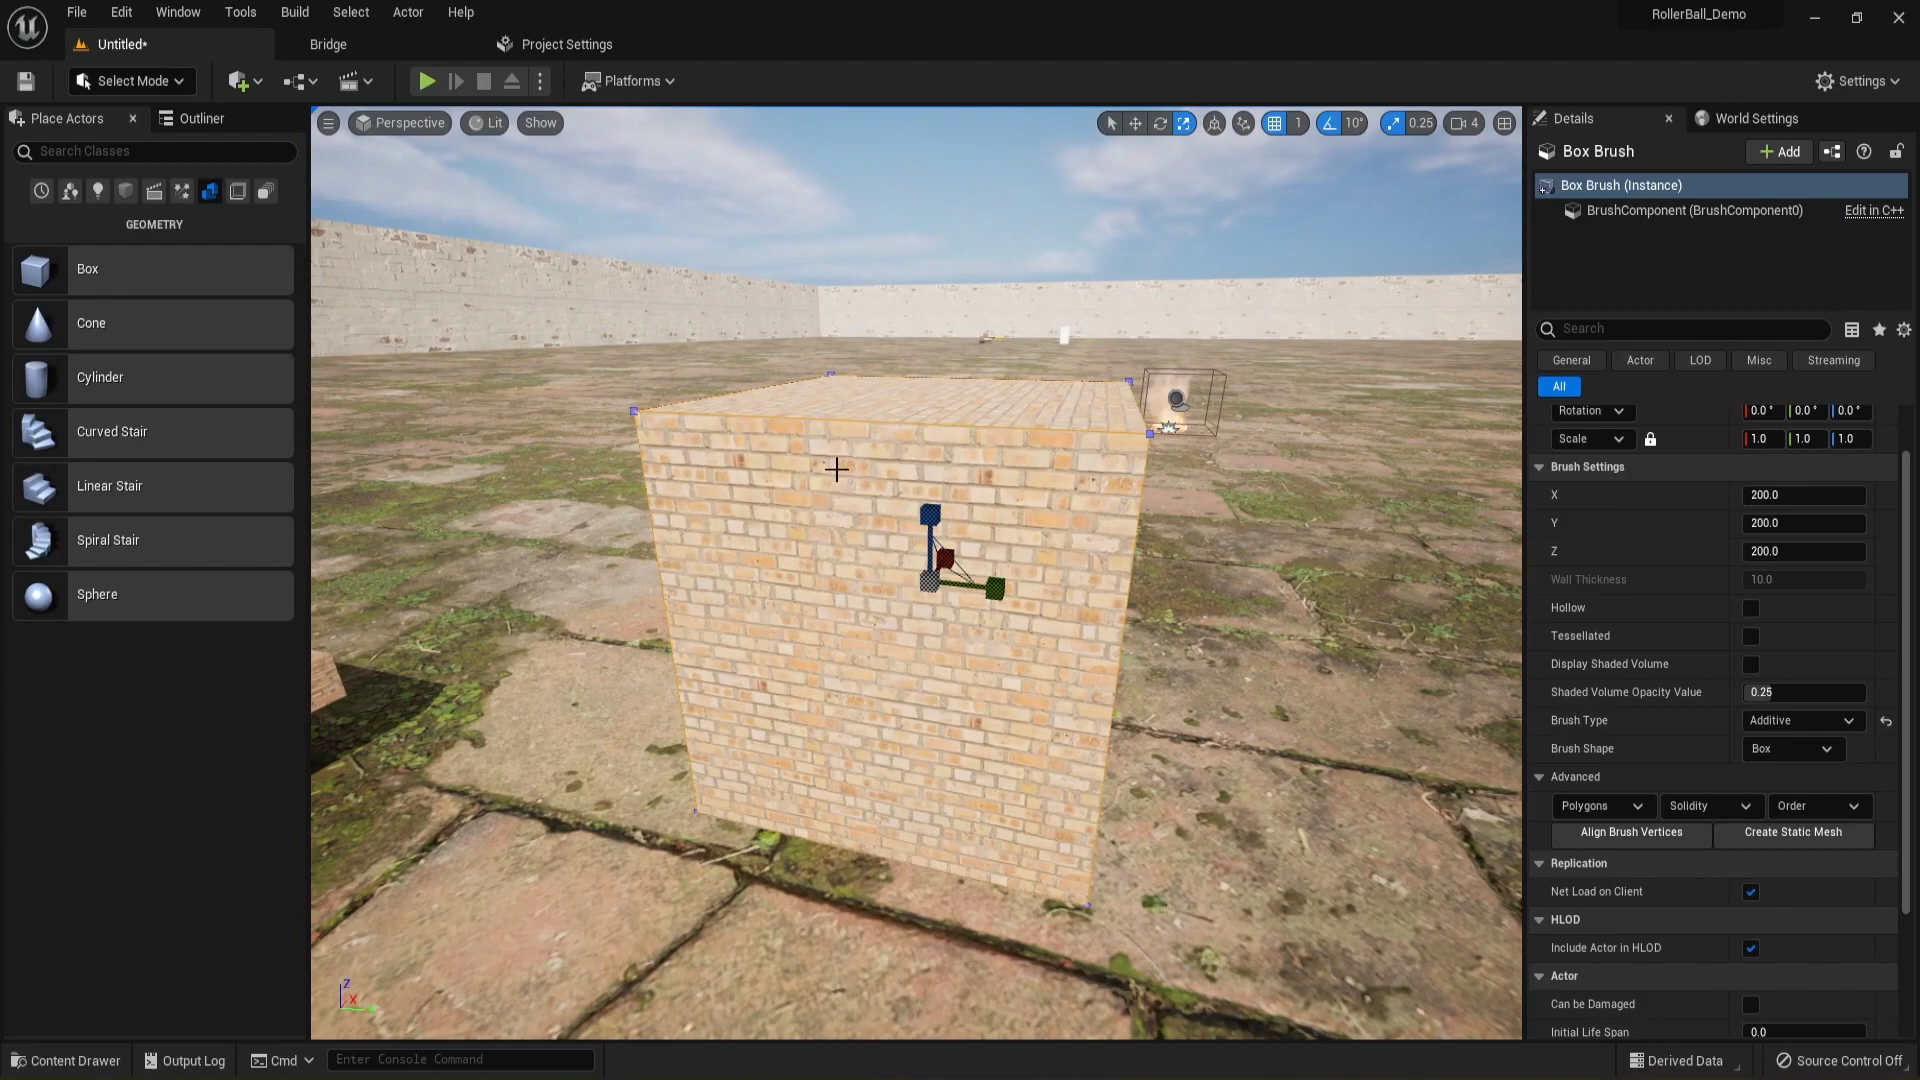 File Edit Window Tools Build Select Actor Help
RollerBall_Demo
Untitled*
Bridge
Project Settings
Select Mode
Platforms
Settings
Place Actors
Outliner
Search Classes
GEOMETRY
Box
Cone
Cylinder
Curved Stair
Linear Stair
Spiral Stair
Sphere
Perspective
Lit
Show
1
10°
0.25
4
Z
X
Details
World Settings
Box Brush
Add
Box Brush (Instance)
BrushComponent (BrushComponent0)
Edit in C++
Search
General
Actor
LOD
Misc
Streaming
All
Rotation 0.0° 0.0° 0.0°
Scale 1.0 1.0 1.0
Brush Settings
X 200.0
Y 200.0
Z 200.0
Wall Thickness 10.0
Hollow
Tessellated
Display Shaded Volume
Shaded Volume Opacity Value 0.25
Brush Type Additive
Brush Shape Box
Advanced
Polygons Solidity Order
Align Brush Vertices Create Static Mesh
Replication
Net Load on Client
HLOD
Include Actor in HLOD
Actor
Can be Damaged
Initial Life Span 0.0
Content Drawer
Output Log
Cmd
Enter Console Command
Derived Data
Source Control Off